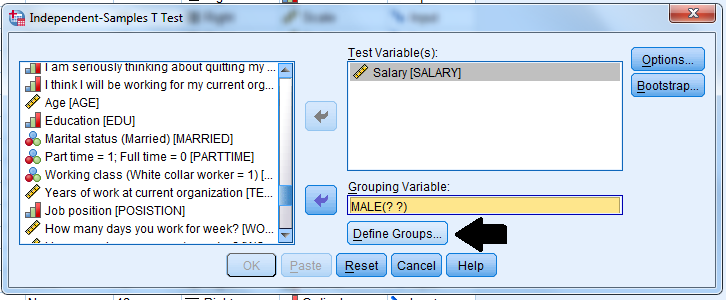 Independent-Samples T Test
I am seriously thinking about quitting my ...
I think I will be working for my current org...
Age [AGE]
Education [EDU]
Marital status (Married) [MARRIED]
Part time = 1; Full time = 0 [PARTTIME]
Working class (White collar worker = 1) [...
Years of work at current organization [TE...
Job position [POSISTION]
How many days you work for week? [WO...
Test Variable(s):
Salary [SALARY]
Options...
Bootstrap...
Grouping Variable:
MALE(? ?)
Define Groups...
OK
Paste
Reset
Cancel
Help